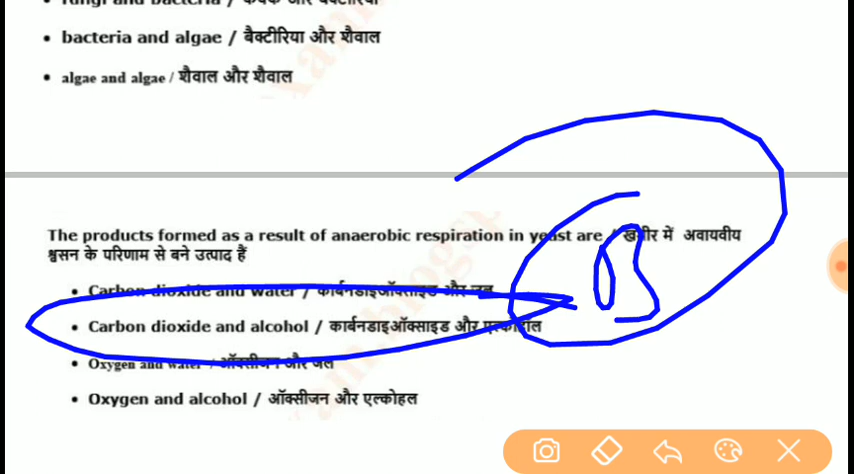 • bacteria and algae / बैक्टीरिया और शैवाल
• algae and algae / शैवाल और शैवाल
The products formed as a result of anaerobic respiration in yeast are / खमीर में अवायवीय
श्वसन के परिणाम से बने उत्पाद हैं
• Carbon dioxide and water / कार्बनडाइऑक्साइड और जल
• Carbon dioxide and alcohol / कार्बनडाइऑक्साइड और एल्कोहॉल
• Oxygen and water / ऑक्सीजन और जल
• Oxygen and alcohol / ऑक्सीजन और एल्कोहल